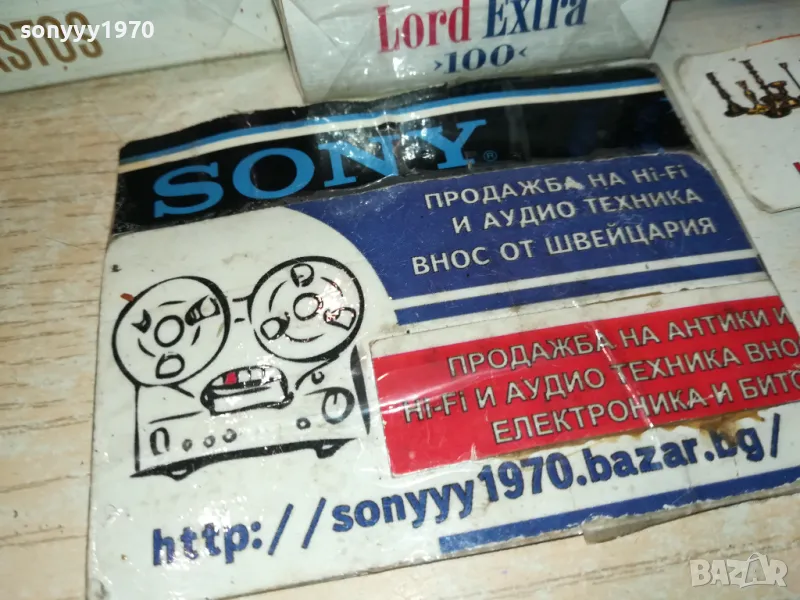 sonyyy1970
Lord Extra
›100‹
SONY®
ПРОДАЖБА НА Hi-Fi
И АУДИО ТЕХНИКА
ВНОС ОТ ШВЕЙЦАРИЯ
ПРОДАЖБА НА АНТИКИ И
Hi-Fi И АУДИО ТЕХНИКА ВНО
ЕЛЕКТРОНИКА И БИТО
http://sonyyy1970.bazar.bg/
BAZAR